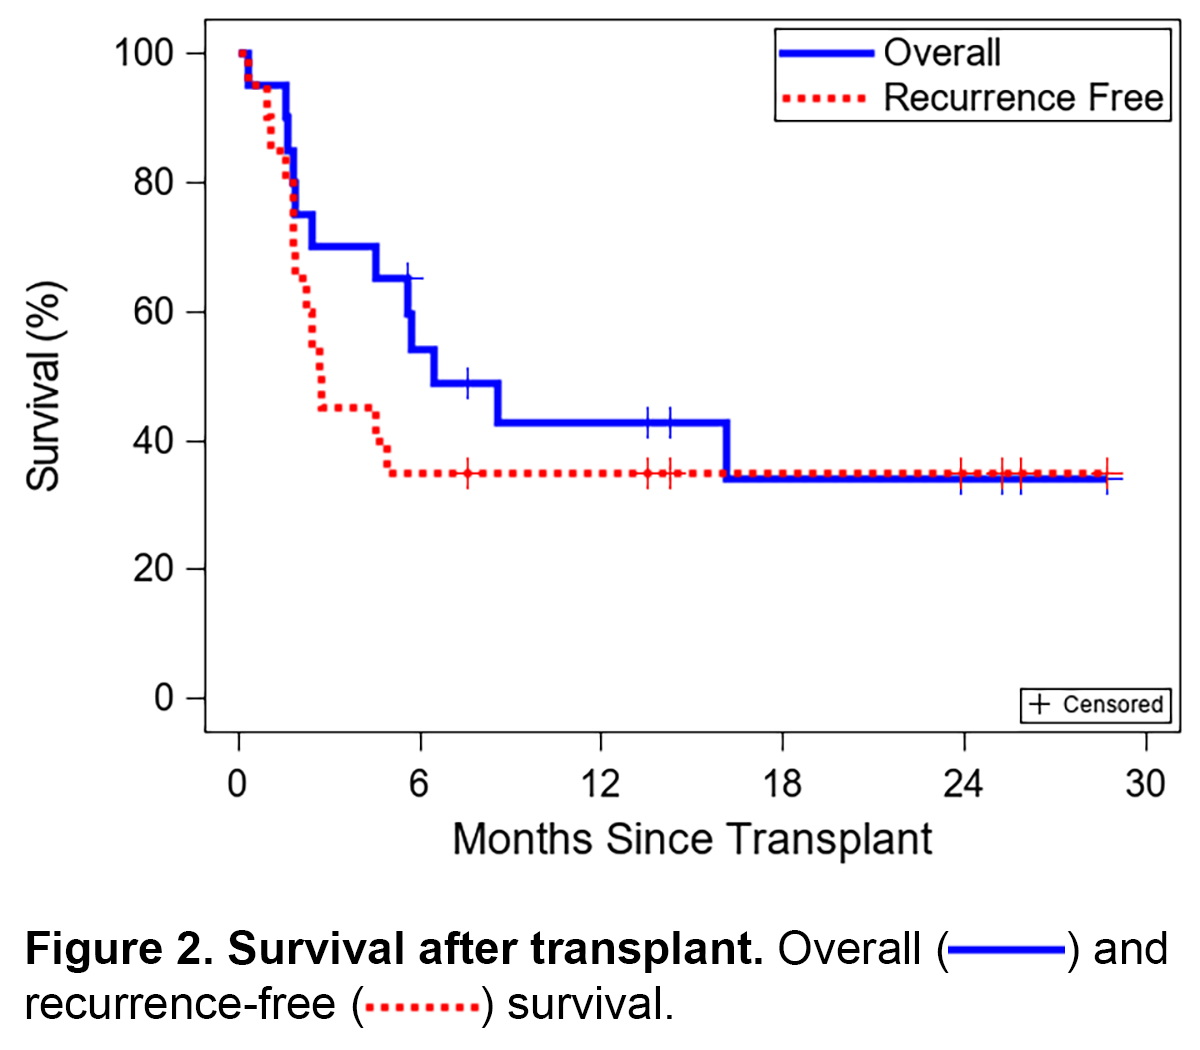 Overall
Recurrence Free
100
80
60
40
20
0
Survival (%)
+ Censored
0 6 12 18 24 30
Months Since Transplant
Figure 2. Survival after transplant. Overall ( ) and
recurrence-free ( ) survival.